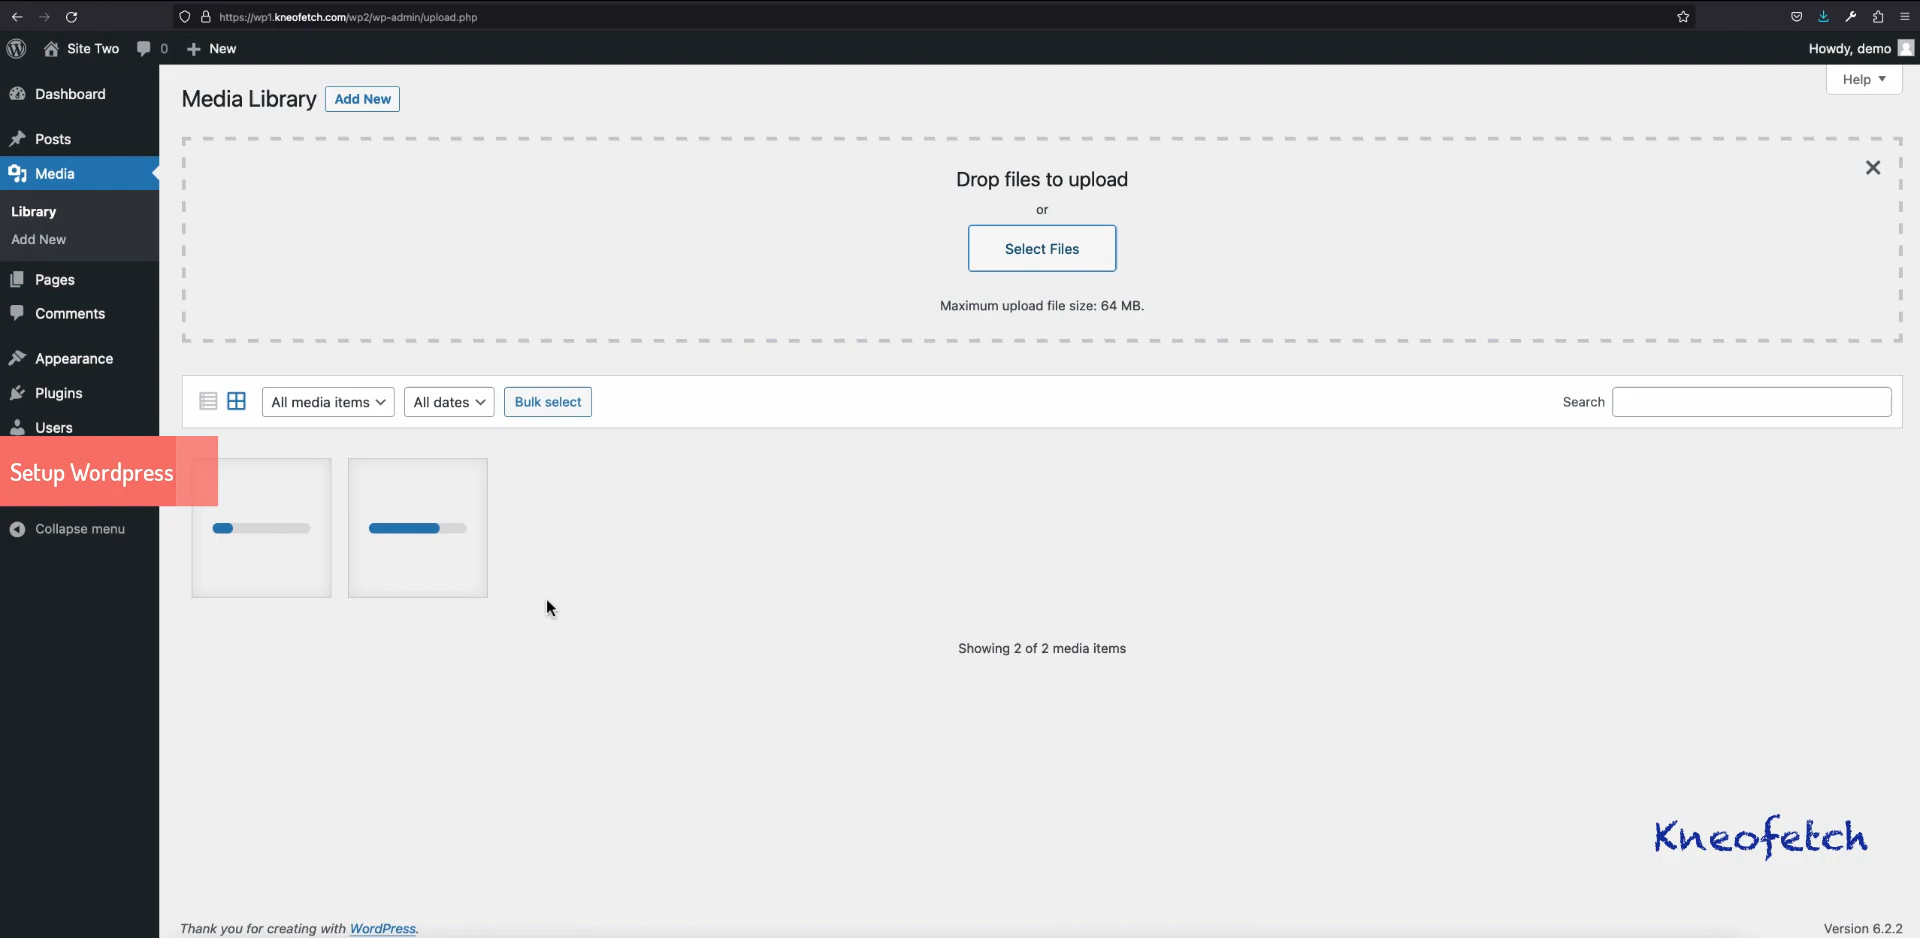 https://wp1.kneofetch.com/wp2/wp-admin/upload.php
Site Two 0 New
Howdy, demo
Dashboard
Posts
Media
Library
Add New
Pages
Comments
Appearance
Plugins
Users
Setup Wordpress
Collapse menu
Help
Media Library Add New
Drop files to upload
or
Select Files
Maximum upload file size: 64 MB.
All media items All dates Bulk select Search
Showing 2 of 2 media items
Kneofetch
Thank you for creating with WordPress.
Version 6.2.2